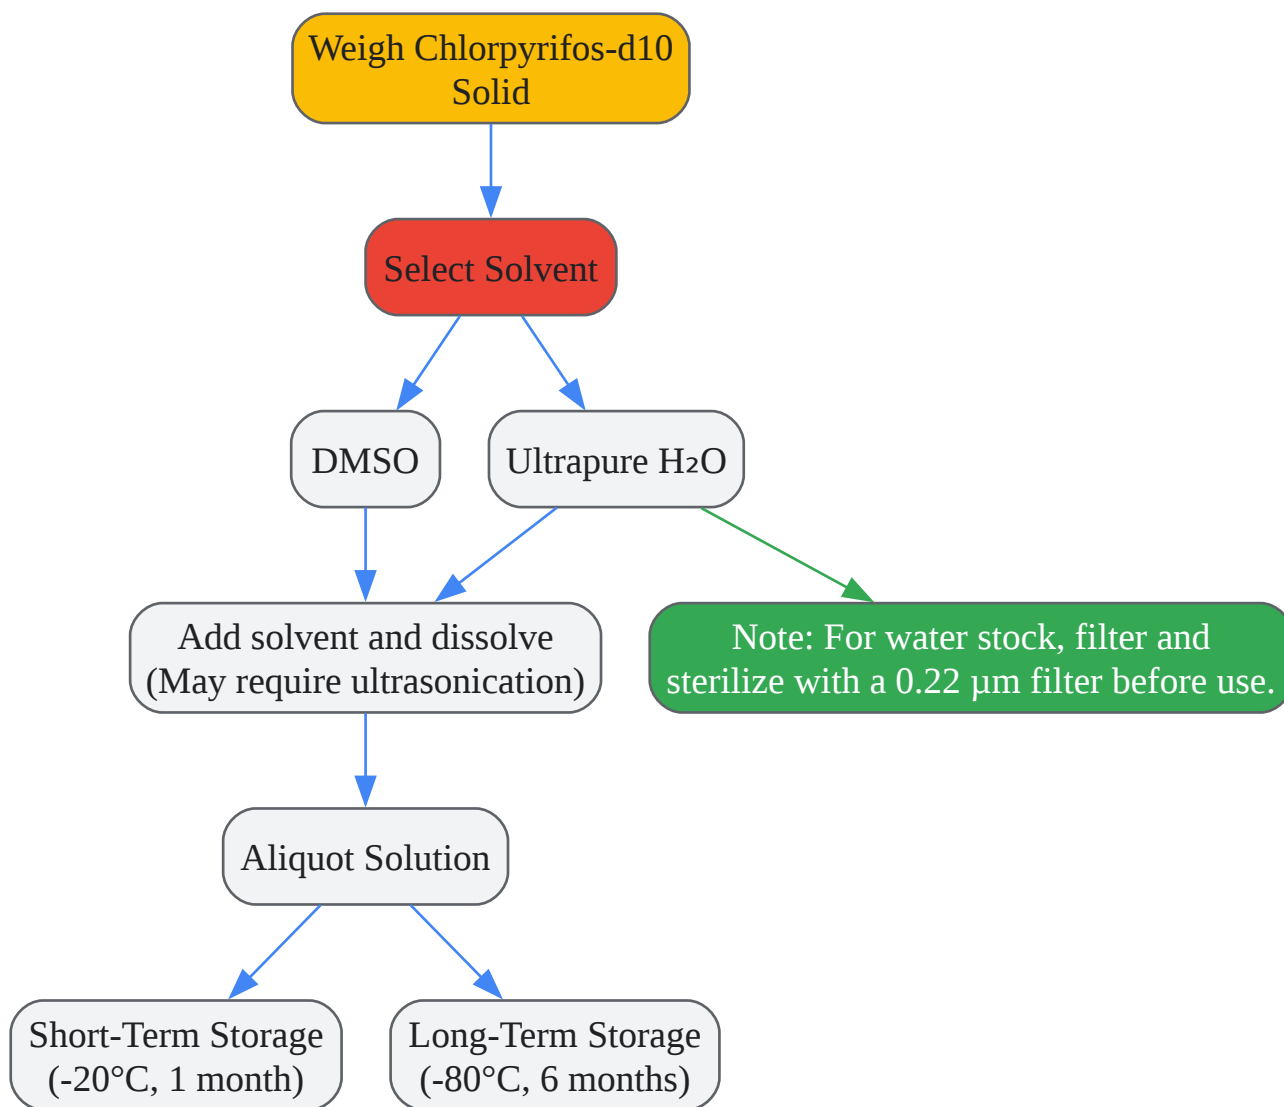 Weigh Chlorpyrifos-d10
Solid
Select Solvent
DMSO
Ultrapure H₂O
Add solvent and dissolve
(May require ultrasonication)
Note: For water stock, filter and
sterilize with a 0.22 µm filter before use.
Aliquot Solution
Short-Term Storage
(-20°C, 1 month)
Long-Term Storage
(-80°C, 6 months)